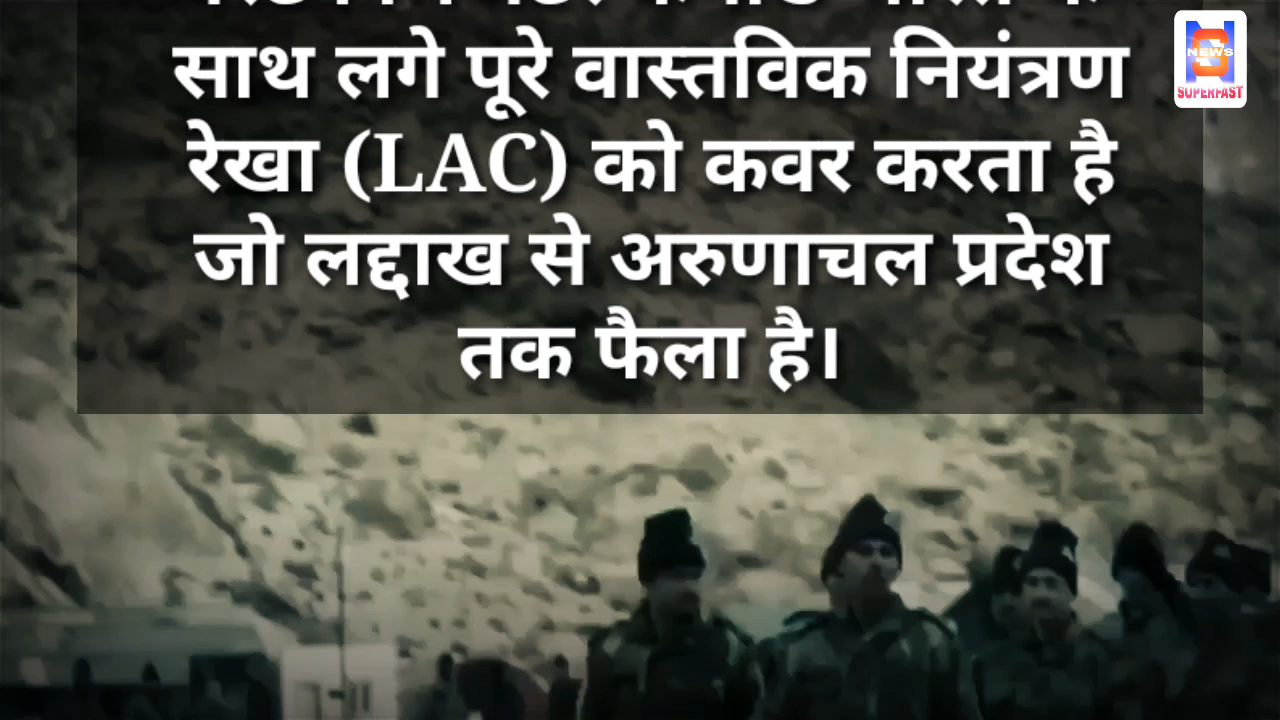 साथ लगे पूरे वास्तविक नियंत्रण
रेखा (LAC) को कवर करता है
जो लद्दाख से अरुणाचल प्रदेश
तक फैला है।
NEWS
SUPERFAST